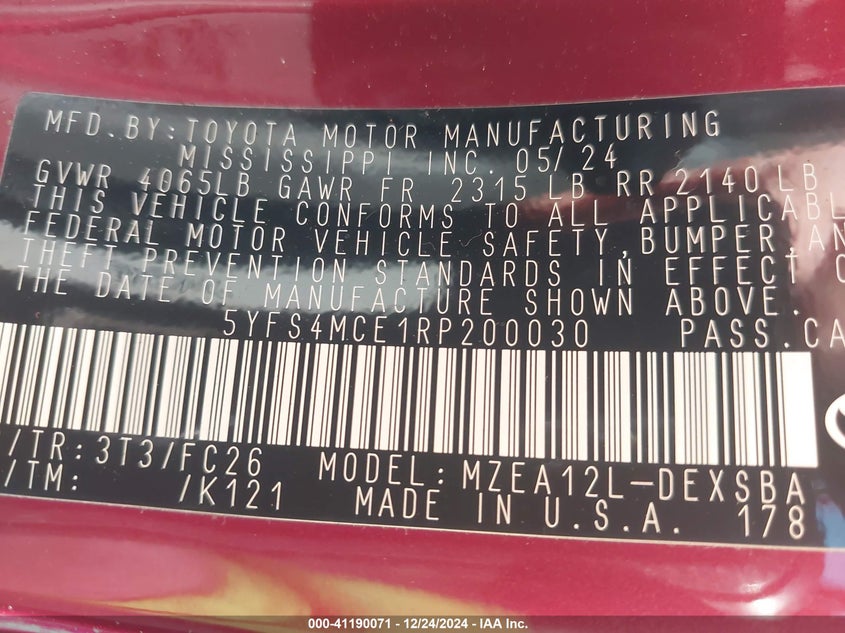 MFD.BY:TOYOTA MOTOR MANUFACTURING
MISSISSIPPI INC. 05/24
GVWR 4065LB GAWR FR 2315 LB RR 2140 LB
THIS VEHICLE CONFORMS TO ALL APPLICABL
FEDERAL MOTOR VEHICLE SAFETY,BUMPER,AN
THEFT PREVENTION STANDARDS IN EFFECT O
THE DATE OF MANUFACTURE SHOWN ABOVE.
5YFS4MCE1RP200030 PASS.CA
/TR:3T3/FC26 MODEL:MZEA12L-DEXSBA
/TM: /K121 MADE IN U.S.A. 178
000-41190071 - 12/24/2024 - IAA Inc.